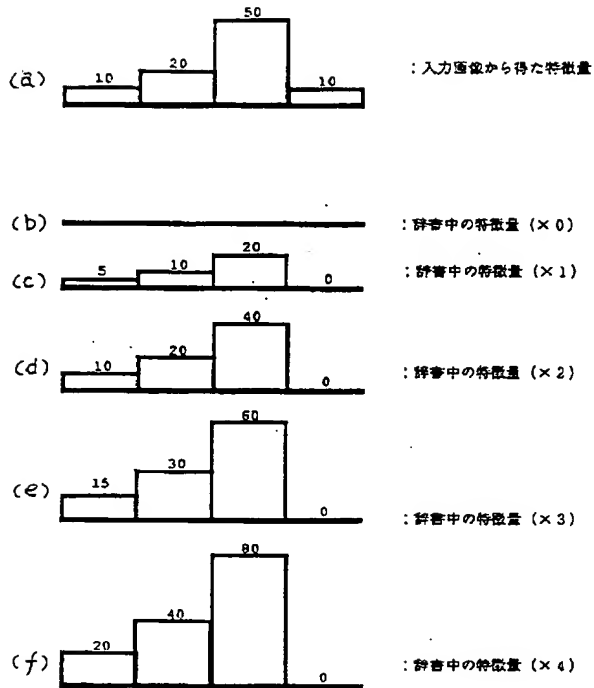 50
20
10
10
(a)
:入力画像から得た特徴量
(b)
:辞書中の特徴量(×0)
20
10
5
0
(c)
:辞書中の特徴量(×1)
40
20
10
0
(d)
:辞書中の特徴量(×2)
60
30
15
0
(e)
:辞書中の特徴量(×3)
80
40
20
0
(f)
:辞書中の特徴量(×4)